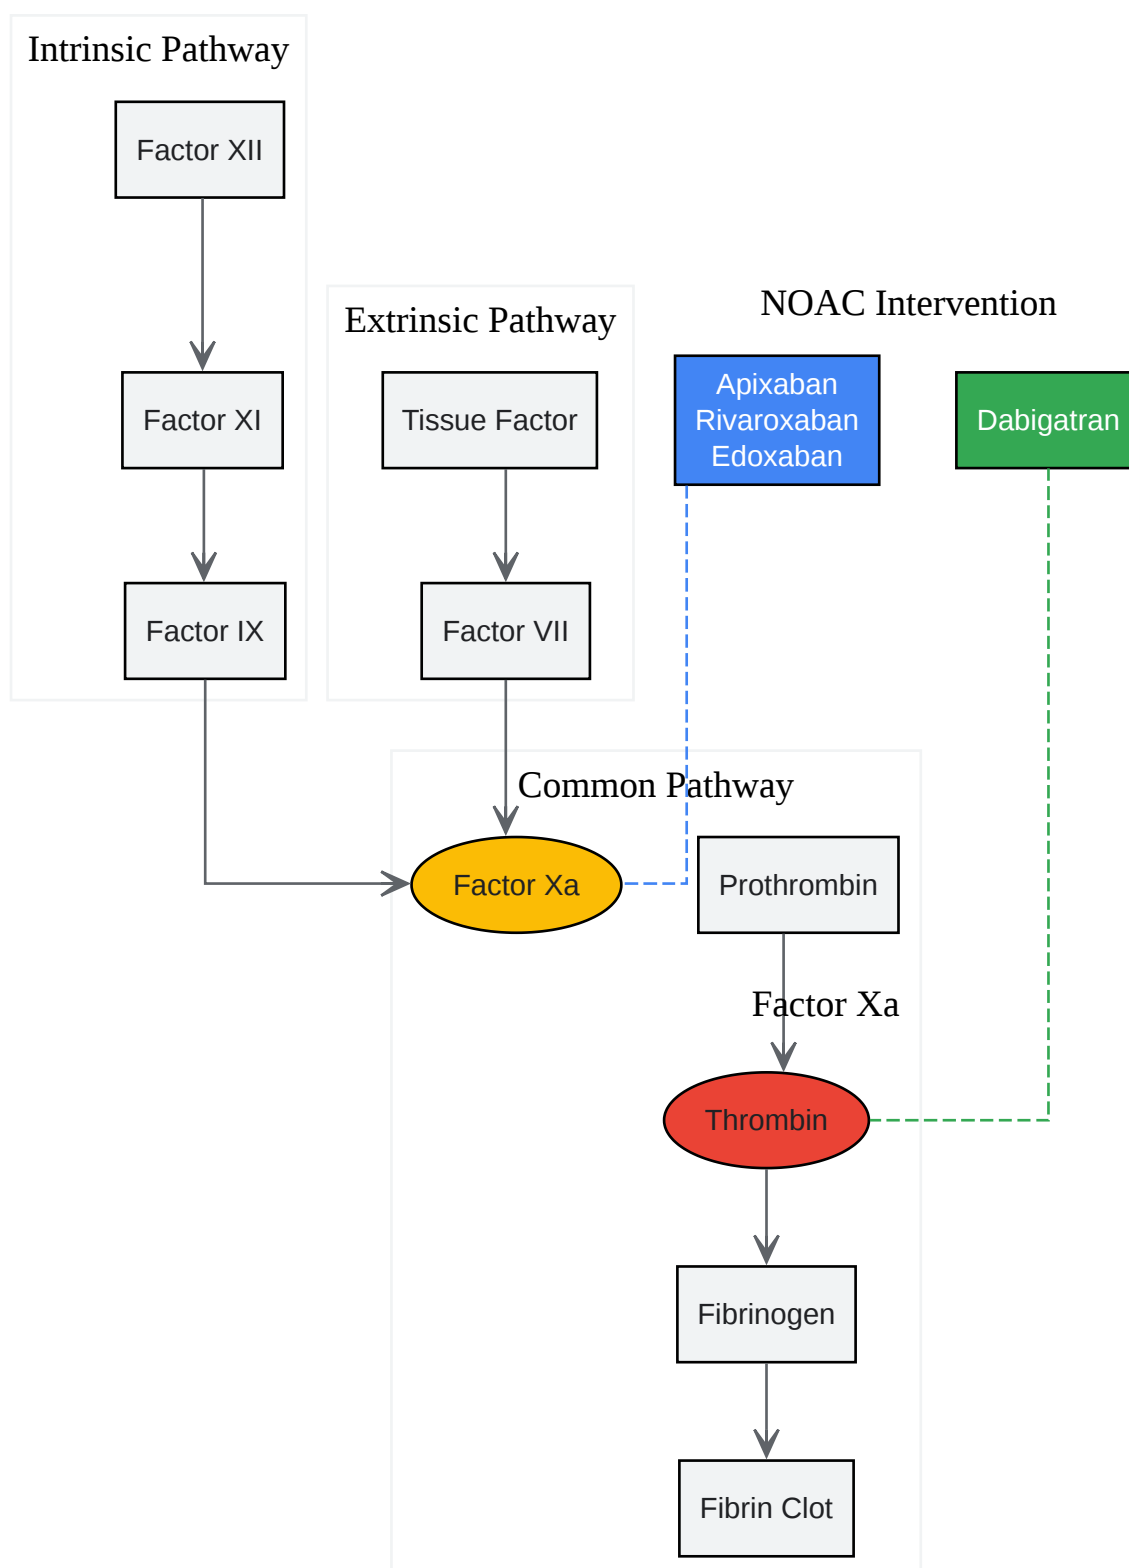 Intrinsic Pathway
Factor XII
Extrinsic Pathway
NOAC Intervention
Factor XI
Tissue Factor
Apixaban
Rivaroxaban
Edoxaban
Dabigatran
Factor IX
Factor VII
Common Pathway
Factor Xa
Prothrombin
Factor Xa
Thrombin
Fibrinogen
Fibrin Clot